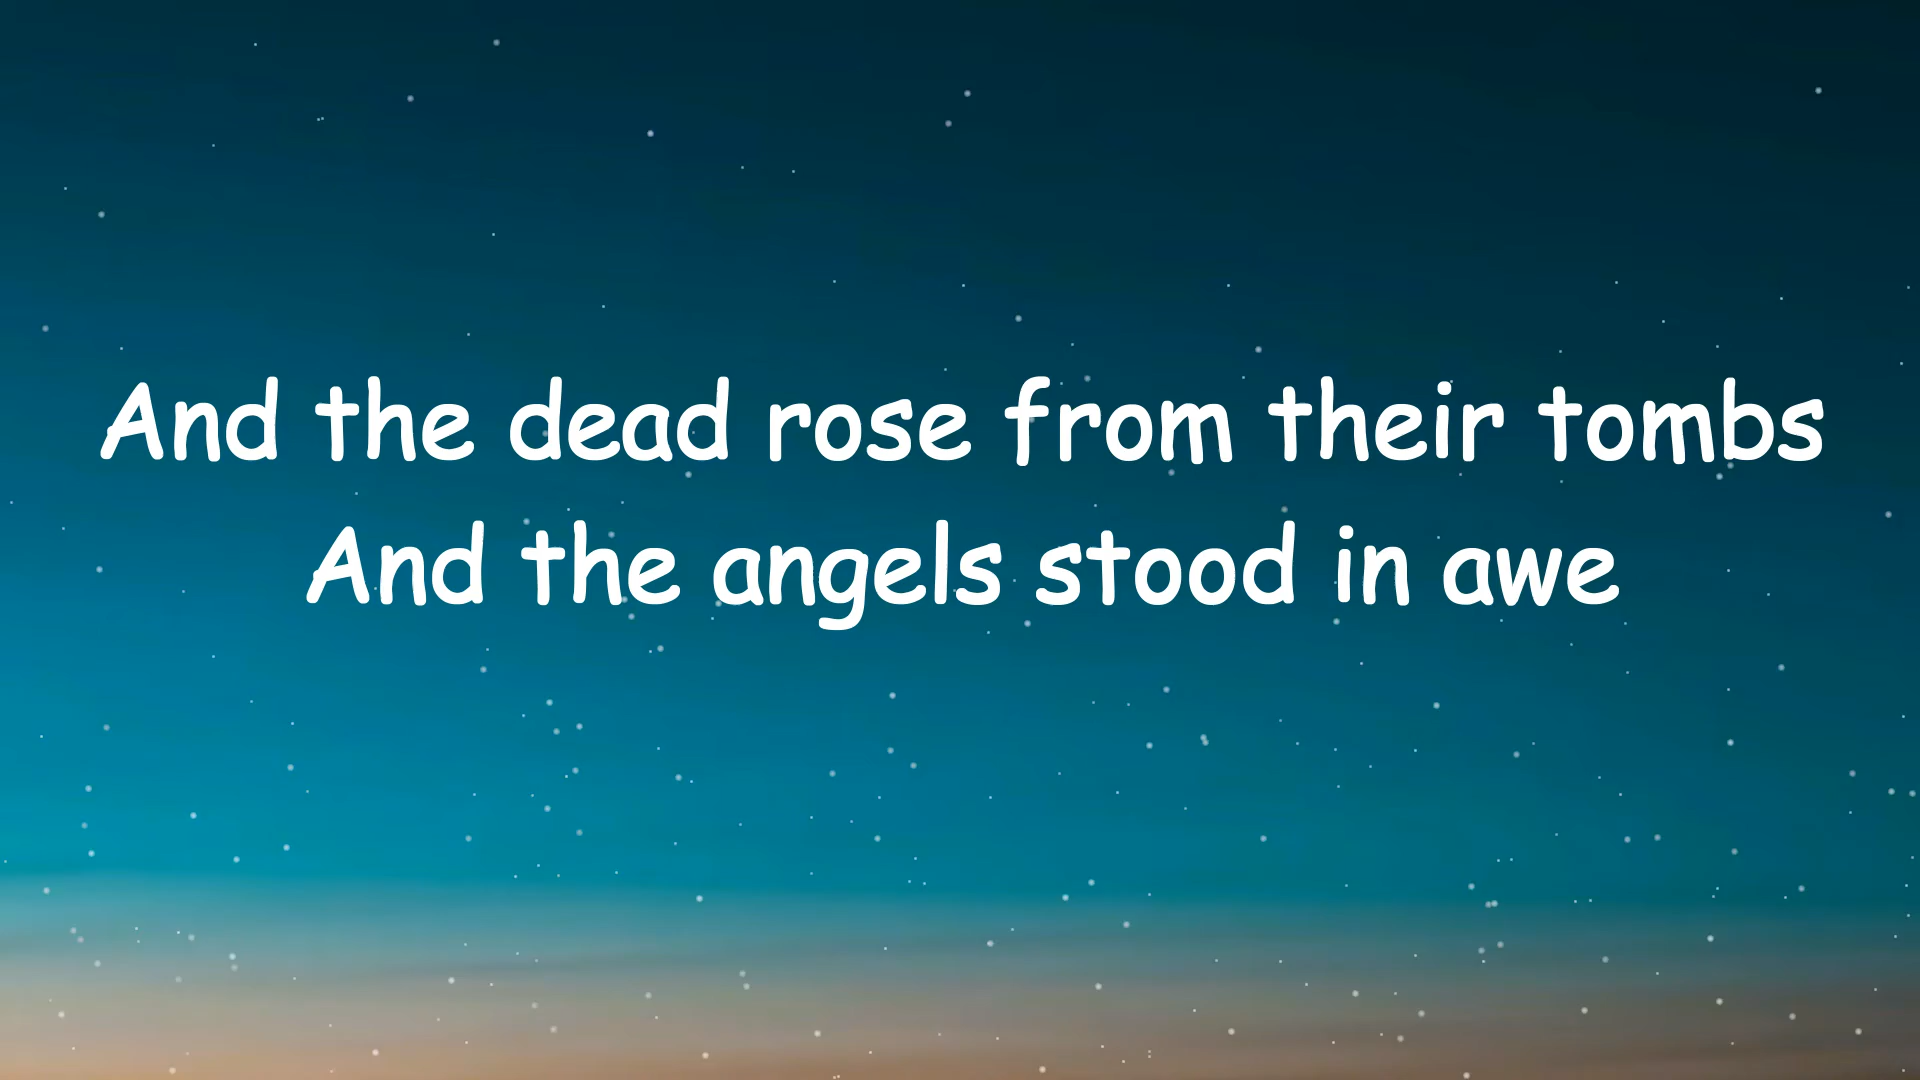 And the dead rose from their tombs
And the angels stood in awe